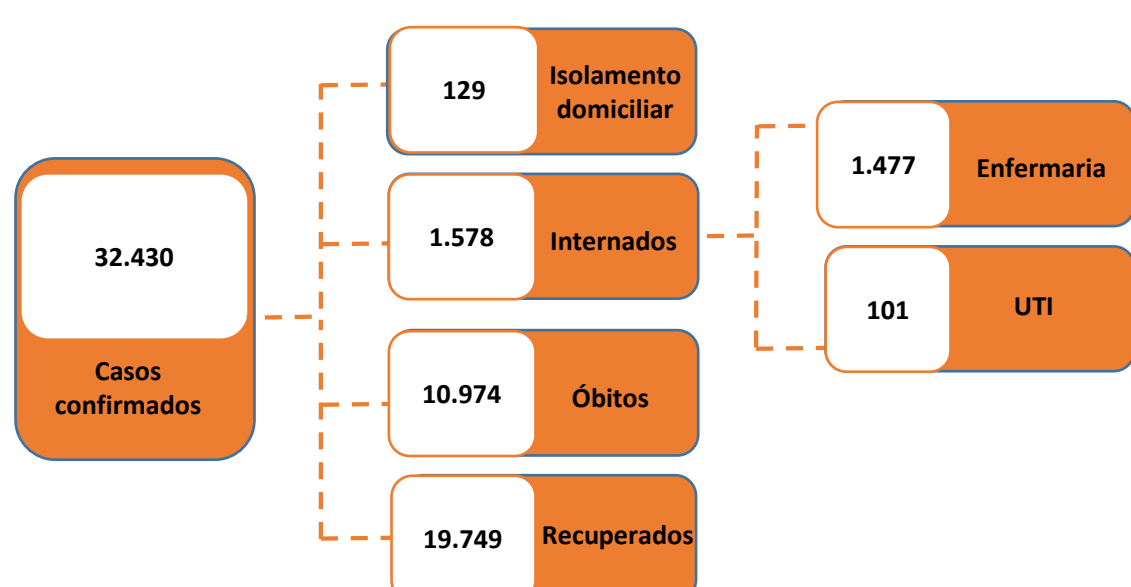 32.430
Casos
confirmados
129
Isolamento
domiciliar
1.578
Internados
10.974
Óbitos
19.749
Recuperados
1.477
Enfermaria
101
UTI